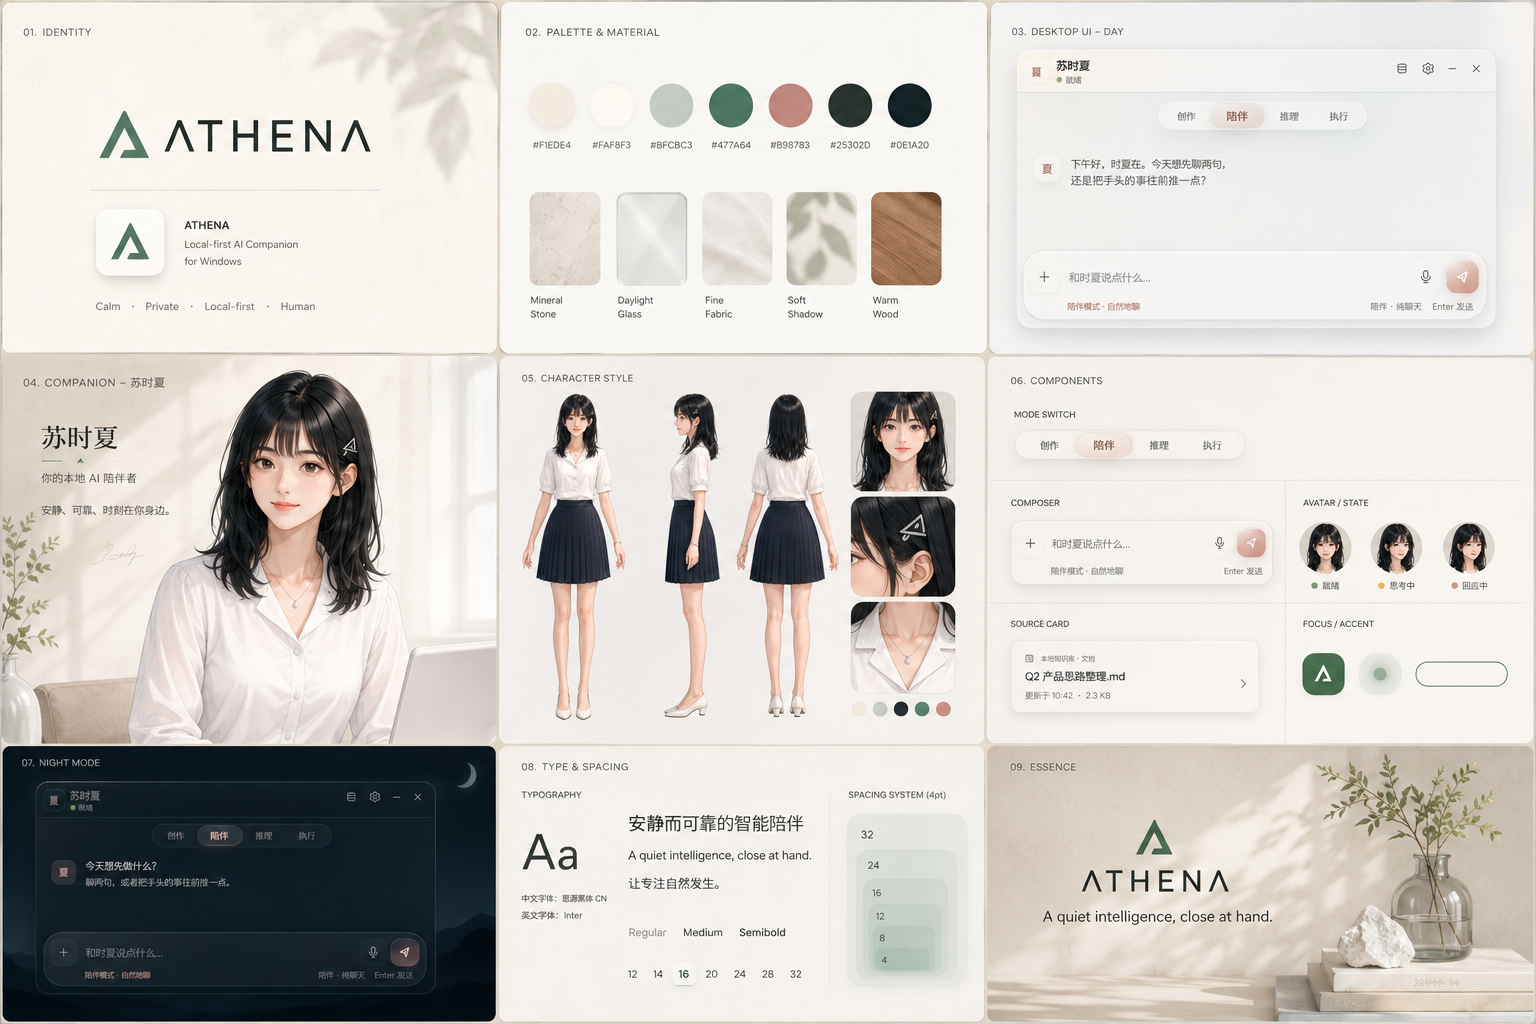 01. IDENTITY
ATHENA
ATHENA
Local-first AI Companion
for Windows
Calm · Private · Local-first · Human
02. PALETTE & MATERIAL
#F1EDE4 #FAF8F3 #BFCBC3 #477A64 #B98783 #25302D #0E1A20
Mineral
Stone
Daylight
Glass
Fine
Fabric
Soft
Shadow
Warm
Wood
03. DESKTOP UI – DAY
夏
苏时夏
就绪
创作 陪伴 推理 执行
夏
下午好，时夏在。今天想先聊两句，
还是把手头的事往前推一点？
和时夏说点什么...
陪伴模式 · 自然地聊
陪伴 · 纯聊天 Enter 发送
04. COMPANION – 苏时夏
苏时夏
你的本地 AI 陪伴者
安静、可靠、时刻在你身边。
05. CHARACTER STYLE
06. COMPONENTS
MODE SWITCH
创作 陪伴 推理 执行
COMPOSER
和时夏说点什么...
陪伴模式 · 自然地聊
Enter 发送
AVATAR / STATE
就绪 思考中 回应中
SOURCE CARD
本地知识库 · 文档
Q2 产品思路整理.md
更新于 10:42 · 2.3 KB
FOCUS / ACCENT
07. NIGHT MODE
夏
苏时夏
就绪
创作 陪伴 推理 执行
夏
今天想先做什么？
聊两句，或者把手头的事往前推一点。
和时夏说点什么...
陪伴模式 · 自然地聊
陪伴 · 纯聊天 Enter 发送
08. TYPE & SPACING
TYPOGRAPHY
Aa
中文字体：思源黑体 CN
英文字体：Inter
安静而可靠的智能陪伴
A quiet intelligence, close at hand.
让专注自然发生。
Regular Medium Semibold
12 14 16 20 24 28 32
SPACING SYSTEM (4pt)
32
24
16
12
8
4
09. ESSENCE
ATHENA
A quiet intelligence, close at hand.